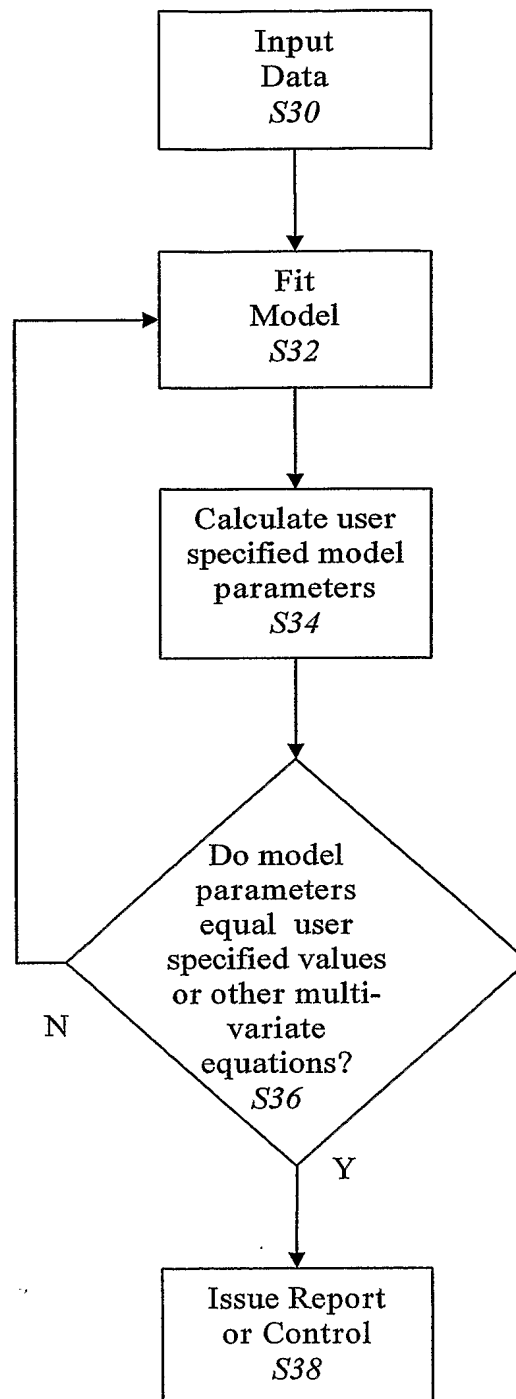 Input
Data
S30
Fit
Model
S32
Calculate user
specified model
parameters
S34
Do model
parameters
equal user
specified values
or other multi-
variate
equations?
S36
N
Y
Issue Report
or Control
S38